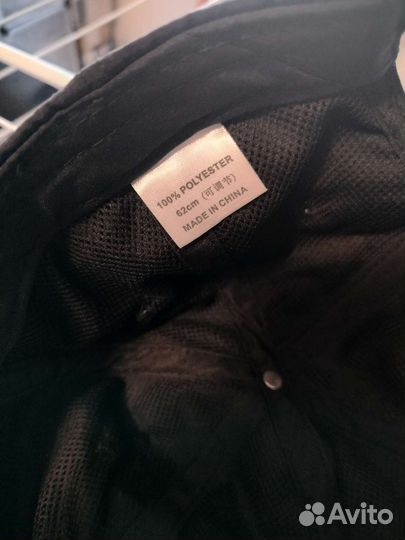 100% POLYESTER
62cm (可调节)
MADE IN CHINA
Avito